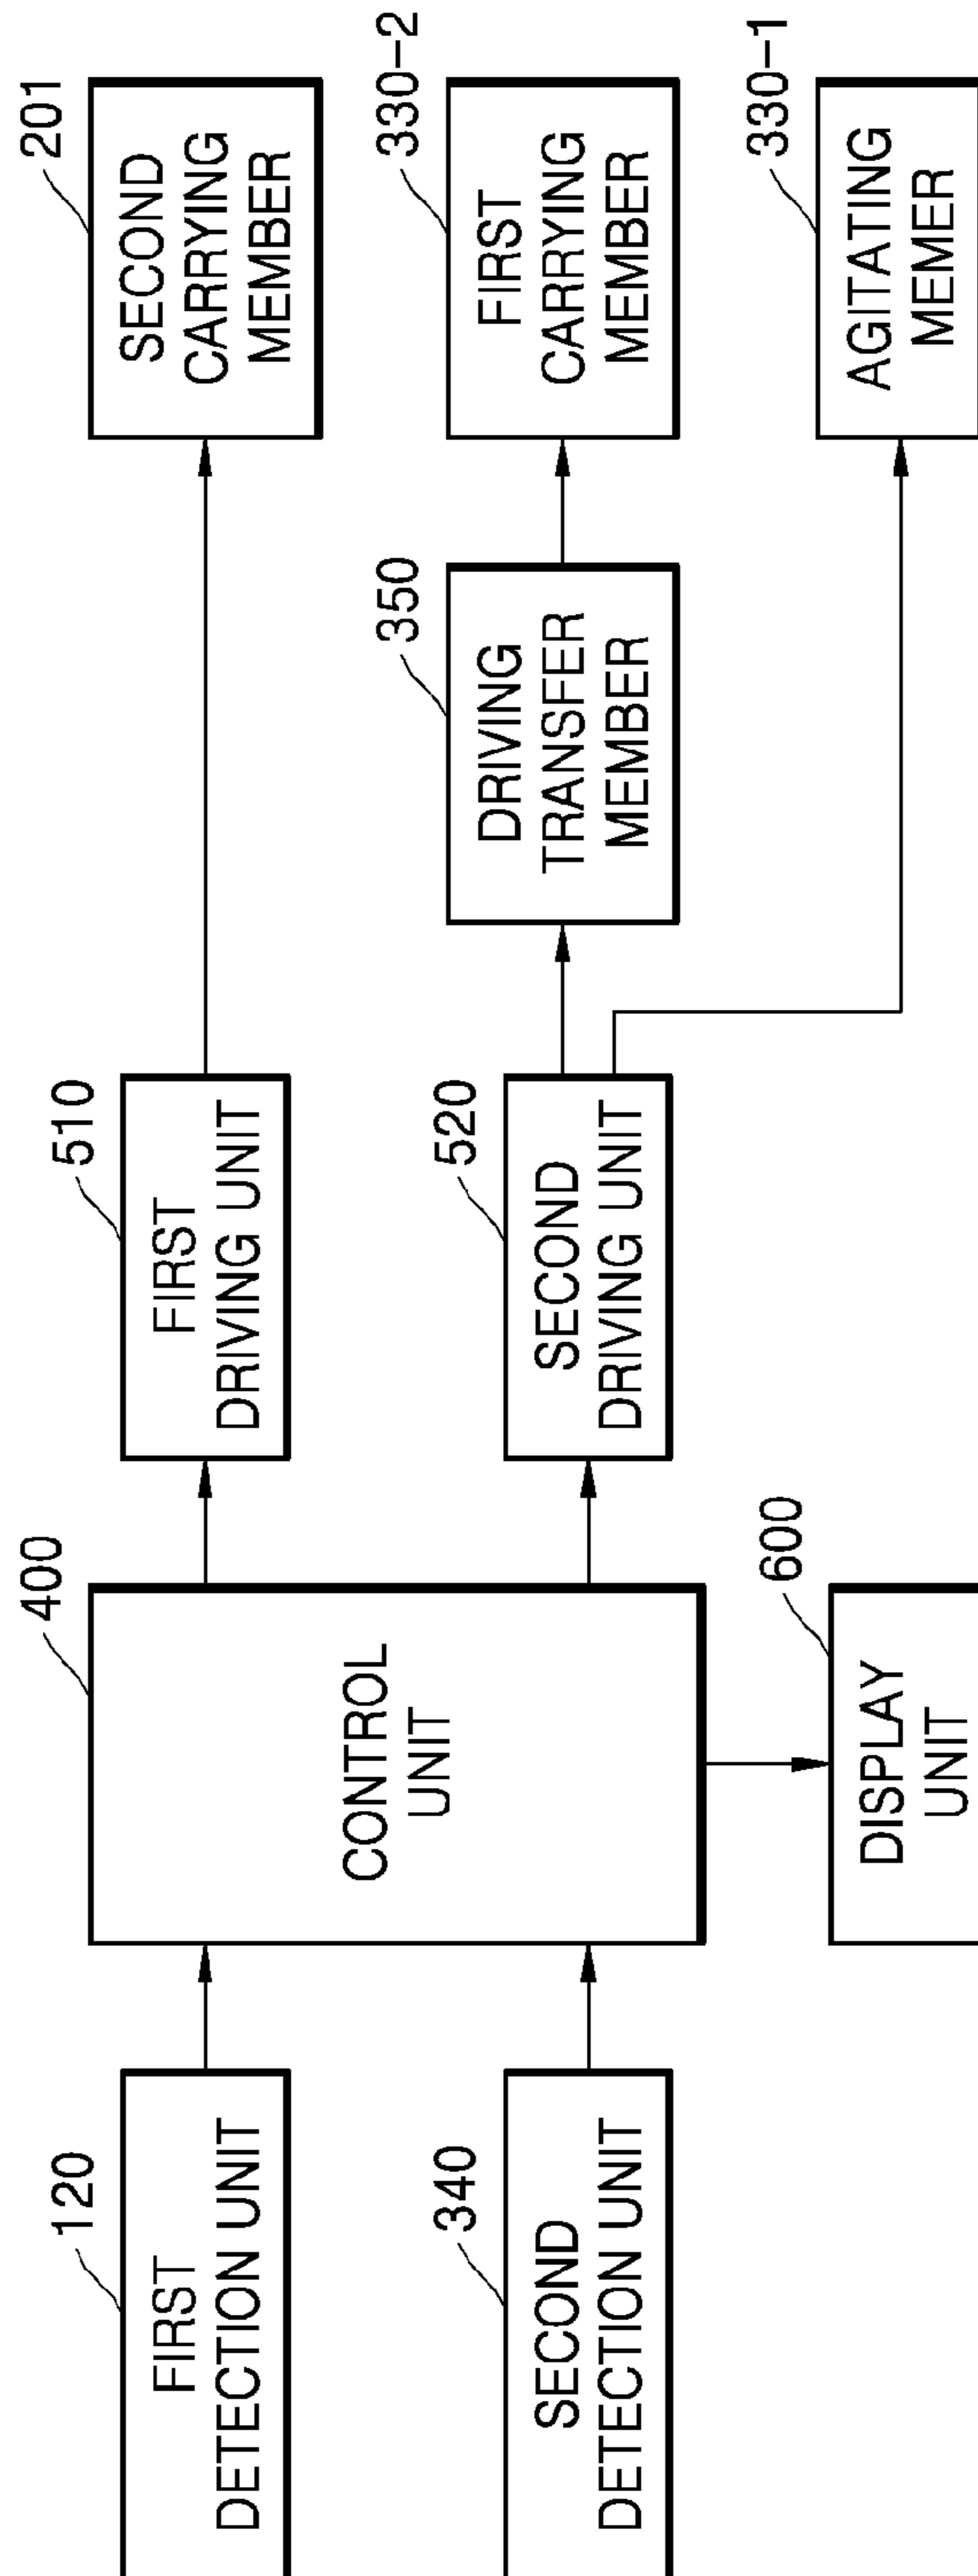 120
FIRST
DETECTION UNIT
340
SECOND
DETECTION UNIT
400
CONTROL
UNIT
600
DISPLAY
UNIT
510
FIRST
DRIVING UNIT
520
SECOND
DRIVING UNIT
350
DRIVING
TRANSFER
MEMBER
201
SECOND
CARRYING
MEMBER
330-2
FIRST
CARRYING
MEMBER
330-1
AGITATING
MEMER